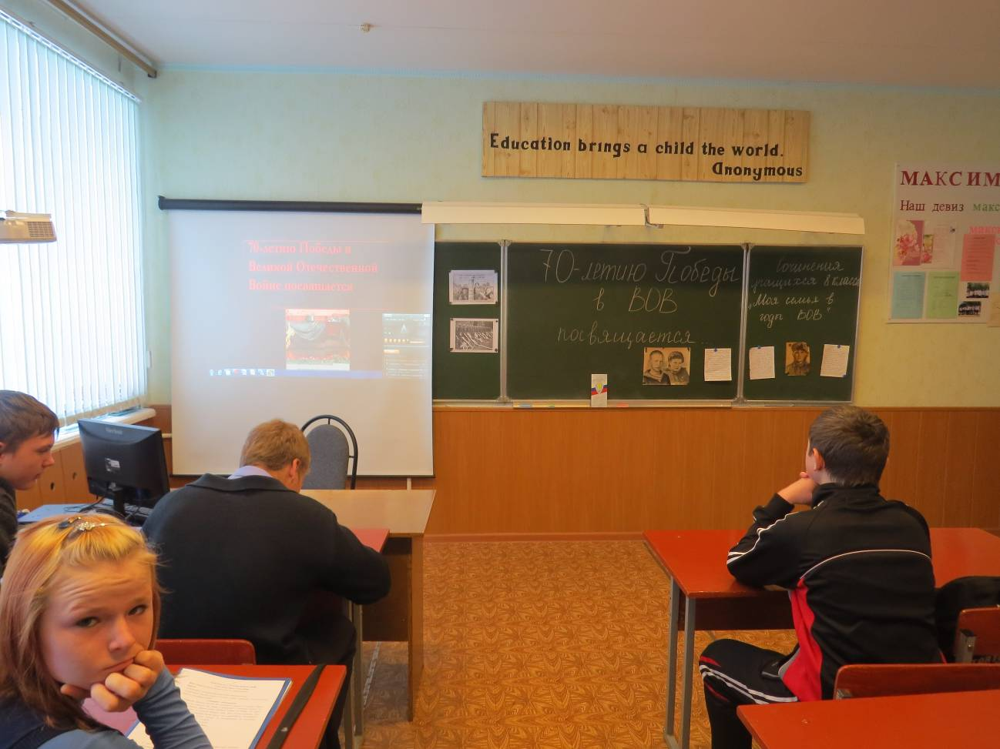 Education brings a child the world.
Anonymous
МАКСИМ
Наш девиз макс
макс
70-летию Победы в
Великой Отечественной
Войне посвящается
70-летию Победы
в ВОВ
посвящается...
Сочинения
учащихся 8 класса
„Моя семья в
годы ВОВ"